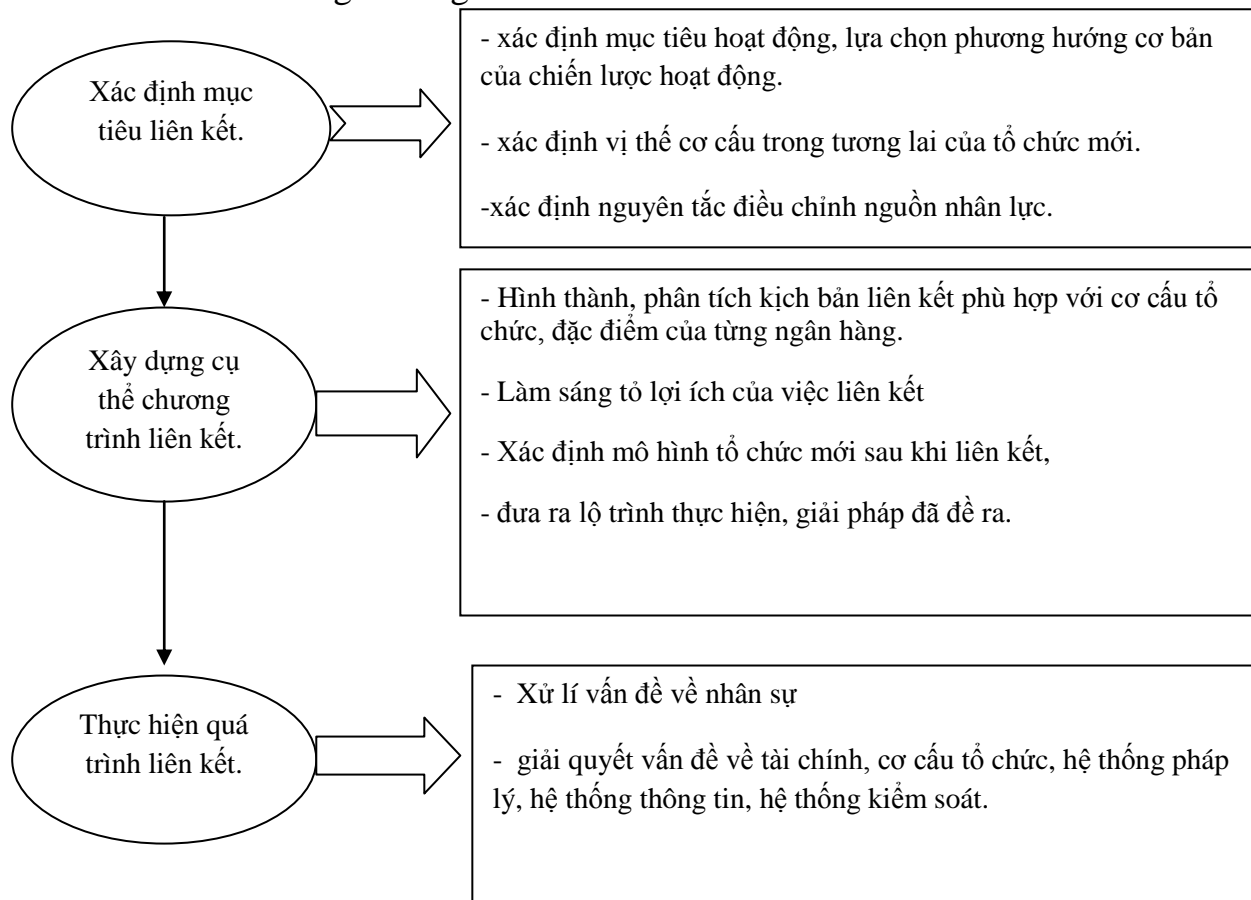 Xác định mục
tiêu liên kết.
- xác định mục tiêu hoạt động, lựa chọn phương hướng cơ bản
của chiến lược hoạt động.
- xác định vị thế cơ cấu trong tương lai của tổ chức mới.
-xác định nguyên tắc điều chỉnh nguồn nhân lực.
Xây dựng cụ
thể chương
trình liên kết.
- Hình thành, phân tích kịch bản liên kết phù hợp với cơ cấu tổ
chức, đặc điểm của từng ngân hàng.
- Làm sáng tỏ lợi ích của việc liên kết
- Xác định mô hình tổ chức mới sau khi liên kết,
- đưa ra lộ trình thực hiện, giải pháp đã đề ra.
Thực hiện quá
trình liên kết.
- Xử lí vấn đề về nhân sự
- giải quyết vấn đề về tài chính, cơ cấu tổ chức, hệ thống pháp
lý, hệ thống thông tin, hệ thống kiểm soát.